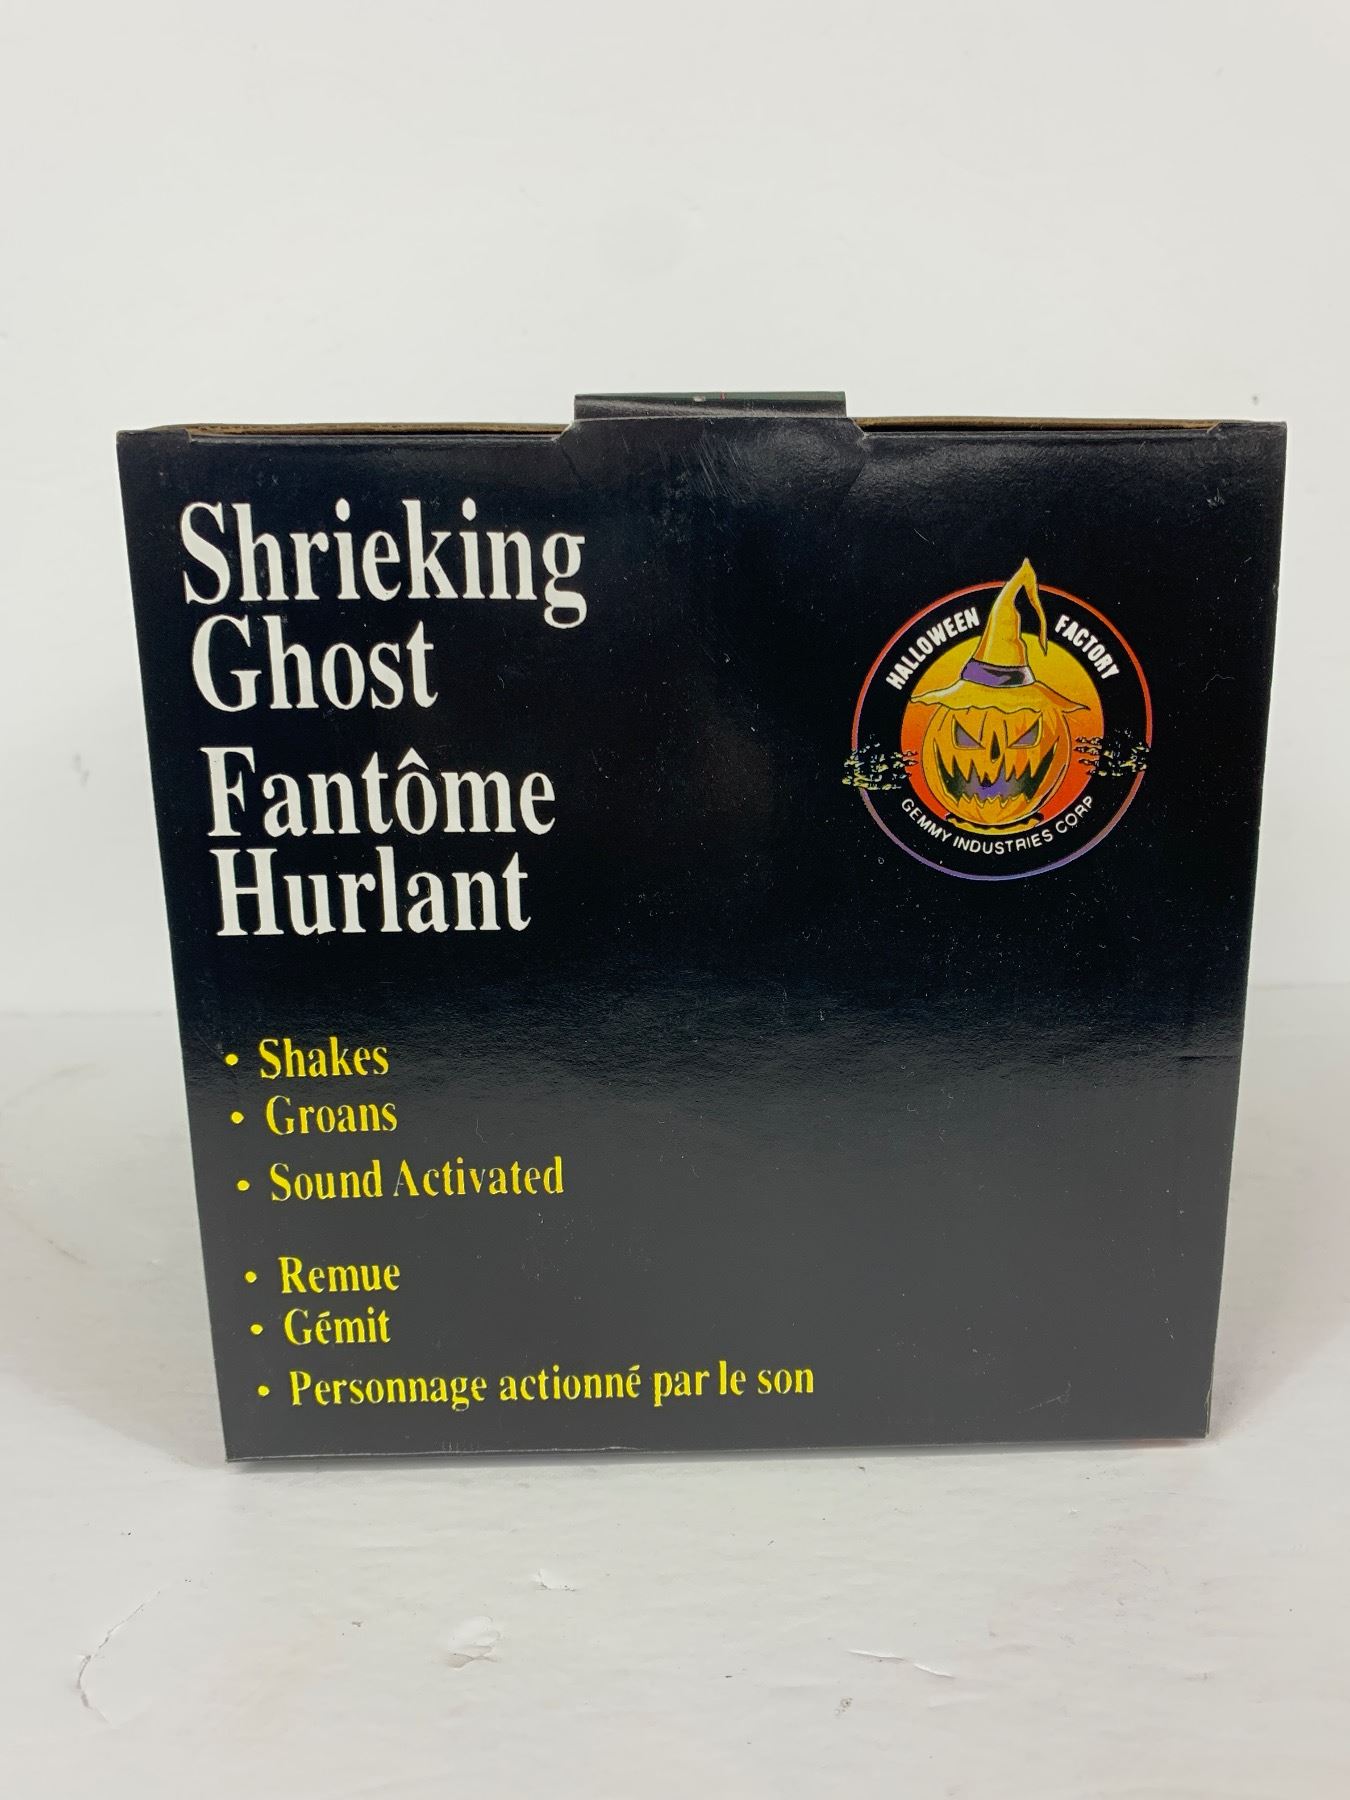 Shrieking
Ghost
Fantôme
Hurlant
HALLOWEEN FACTORY
GEMMY INDUSTRIES CORP
• Shakes
• Groans
• Sound Activated
• Remue
• Gémit
• Personnage actionné par le son